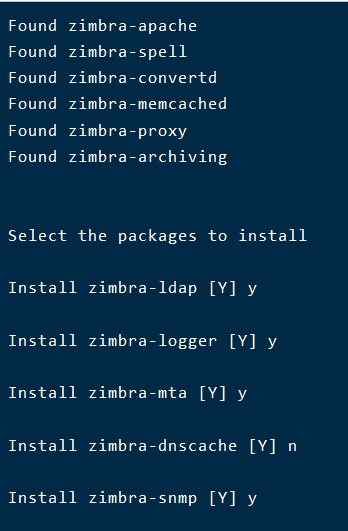 Found zimbra-apache
Found zimbra-spell
Found zimbra-convertd
Found zimbra-memcached
Found zimbra-proxy
Found zimbra-archiving
Select the packages to install
Install zimbra-ldap [Y] y
Install zimbra-logger [Y] y
Install zimbra-mta [Y] y
Install zimbra-dnscache [Y] n
Install zimbra-snmp [Y] y